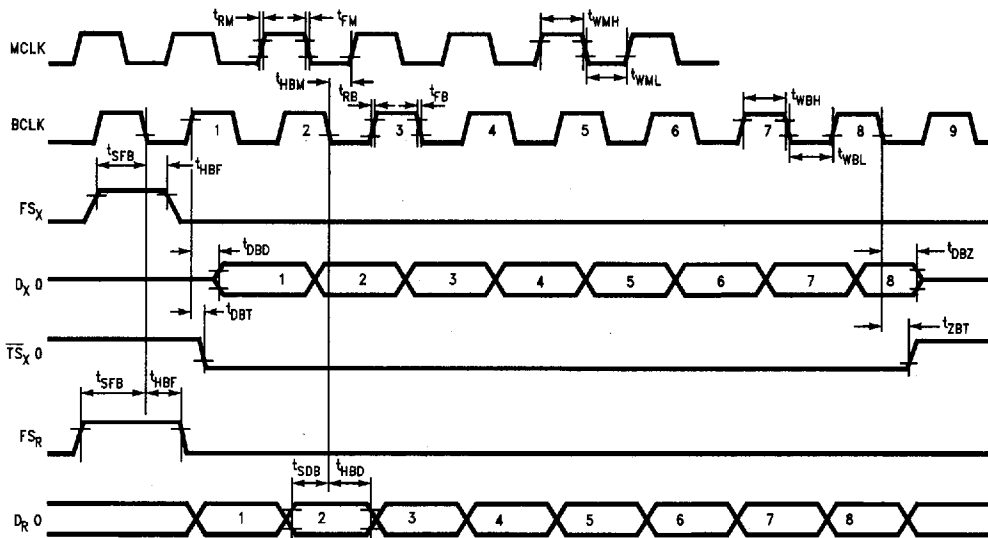 tRM tFM tWMH
MCLK
tHBM tWML
tRB tFB tWBH
BCLK 1 2 3 4 5 6 7 8 9
tSFB tHBF tWBL
FSX
tDBD tDBZ
DX 0 1 2 3 4 5 6 7 8
tDBT tZBT
TSX 0
tSFB tHBF
FSR
tSDB tHBD
DR 0 1 2 3 4 5 6 7 8